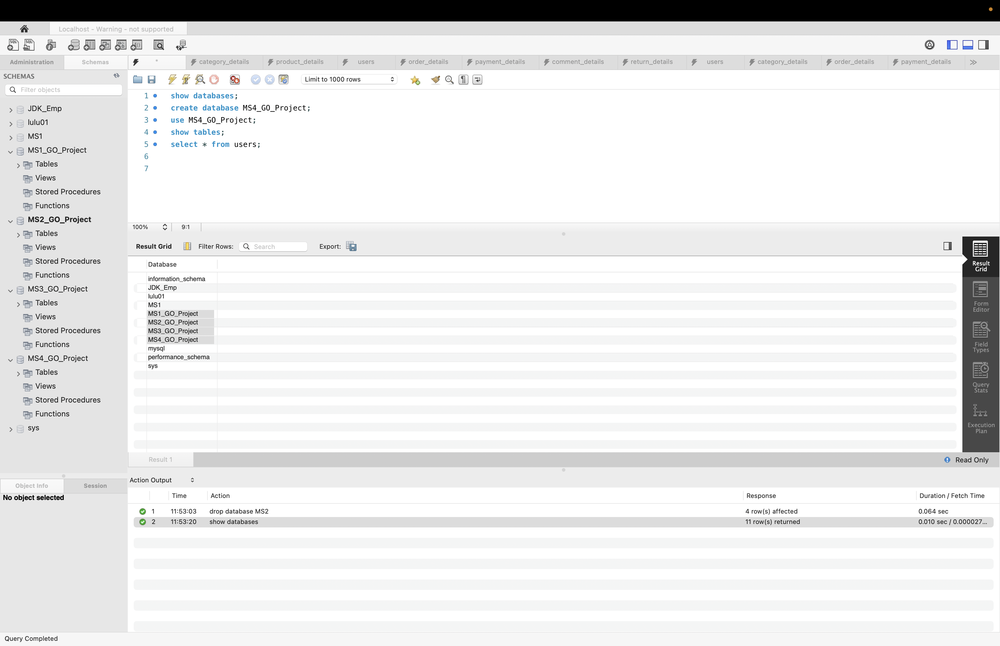 Localhost - Warning - not supported
SQL SQL
Administration Schemas
category_details product_details users order_details payment_details comment_details return_details users category_details order_details payment_details
SCHEMAS
Filter objects
JDK_Emp
lulu01
MS1
MS1_GO_Project
Tables
Views
Stored Procedures
Functions
MS2_GO_Project
Tables
Views
Stored Procedures
Functions
MS3_GO_Project
Tables
Views
Stored Procedures
Functions
MS4_GO_Project
Tables
Views
Stored Procedures
Functions
sys
Object Info Session
No object selected
Limit to 1000 rows
1 show databases;
2 create database MS4_GO_Project;
3 use MS4_GO_Project;
4 show tables;
5 select * from users;
6
7
100% 9:1
Result Grid Filter Rows: Search Export:
Database
information_schema
JDK_Emp
lulu01
MS1
MS1_GO_Project
MS2_GO_Project
MS3_GO_Project
MS4_GO_Project
mysql
performance_schema
sys
Result
Grid
Form
Editor
Field
Types
Query
Stats
Execution
Plan
Result 1 Read Only
Action Output
Time Action Response Duration / Fetch Time
1 11:53:03 drop database MS2 4 row(s) affected 0.064 sec
2 11:53:20 show databases 11 row(s) returned 0.010 sec / 0.000027...
Query Completed